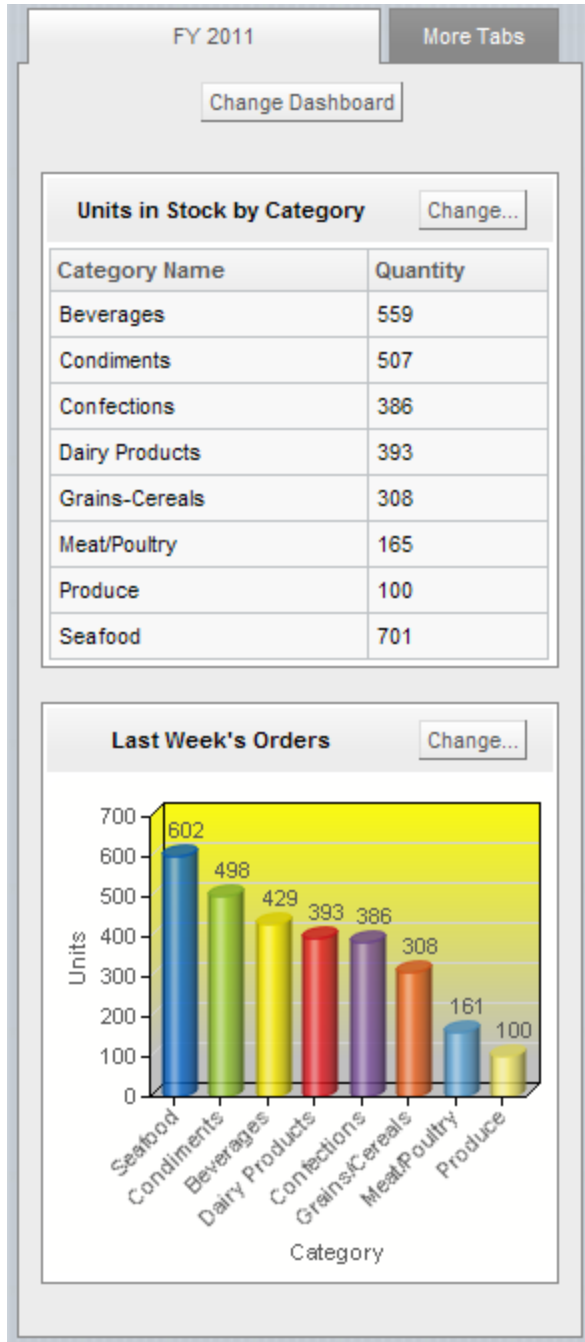 FY 2011 More Tabs
Change Dashboard
Units in Stock by Category Change...
Category Name Quantity
Beverages 559
Condiments 507
Confections 386
Dairy Products 393
Grains-Cereals 308
Meat/Poultry 165
Produce 100
Seafood 701
Last Week's Orders Change...
700
600
500
400
300
200
100
0
Units
602
498
429
393
386
308
161
100
Seafood
Condiments
Beverages
Dairy Products
Confections
Grains/Cereals
Meat/Poultry
Produce
Category